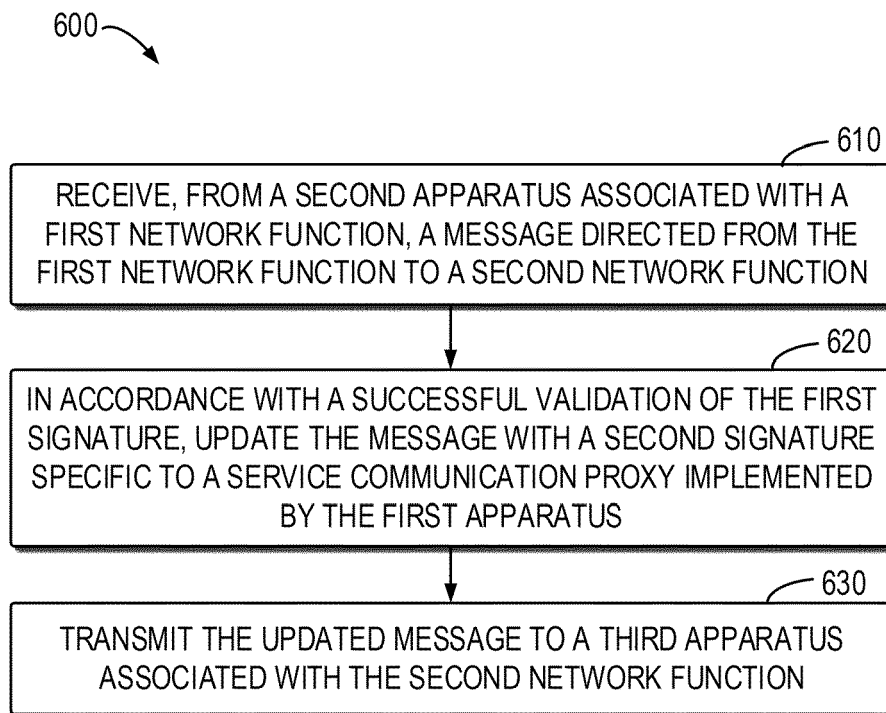 600
610
RECEIVE, FROM A SECOND APPARATUS ASSOCIATED WITH A
FIRST NETWORK FUNCTION, A MESSAGE DIRECTED FROM THE
FIRST NETWORK FUNCTION TO A SECOND NETWORK FUNCTION
620
IN ACCORDANCE WITH A SUCCESSFUL VALIDATION OF THE FIRST
SIGNATURE, UPDATE THE MESSAGE WITH A SECOND SIGNATURE
SPECIFIC TO A SERVICE COMMUNICATION PROXY IMPLEMENTED
BY THE FIRST APPARATUS
630
TRANSMIT THE UPDATED MESSAGE TO A THIRD APPARATUS
ASSOCIATED WITH THE SECOND NETWORK FUNCTION